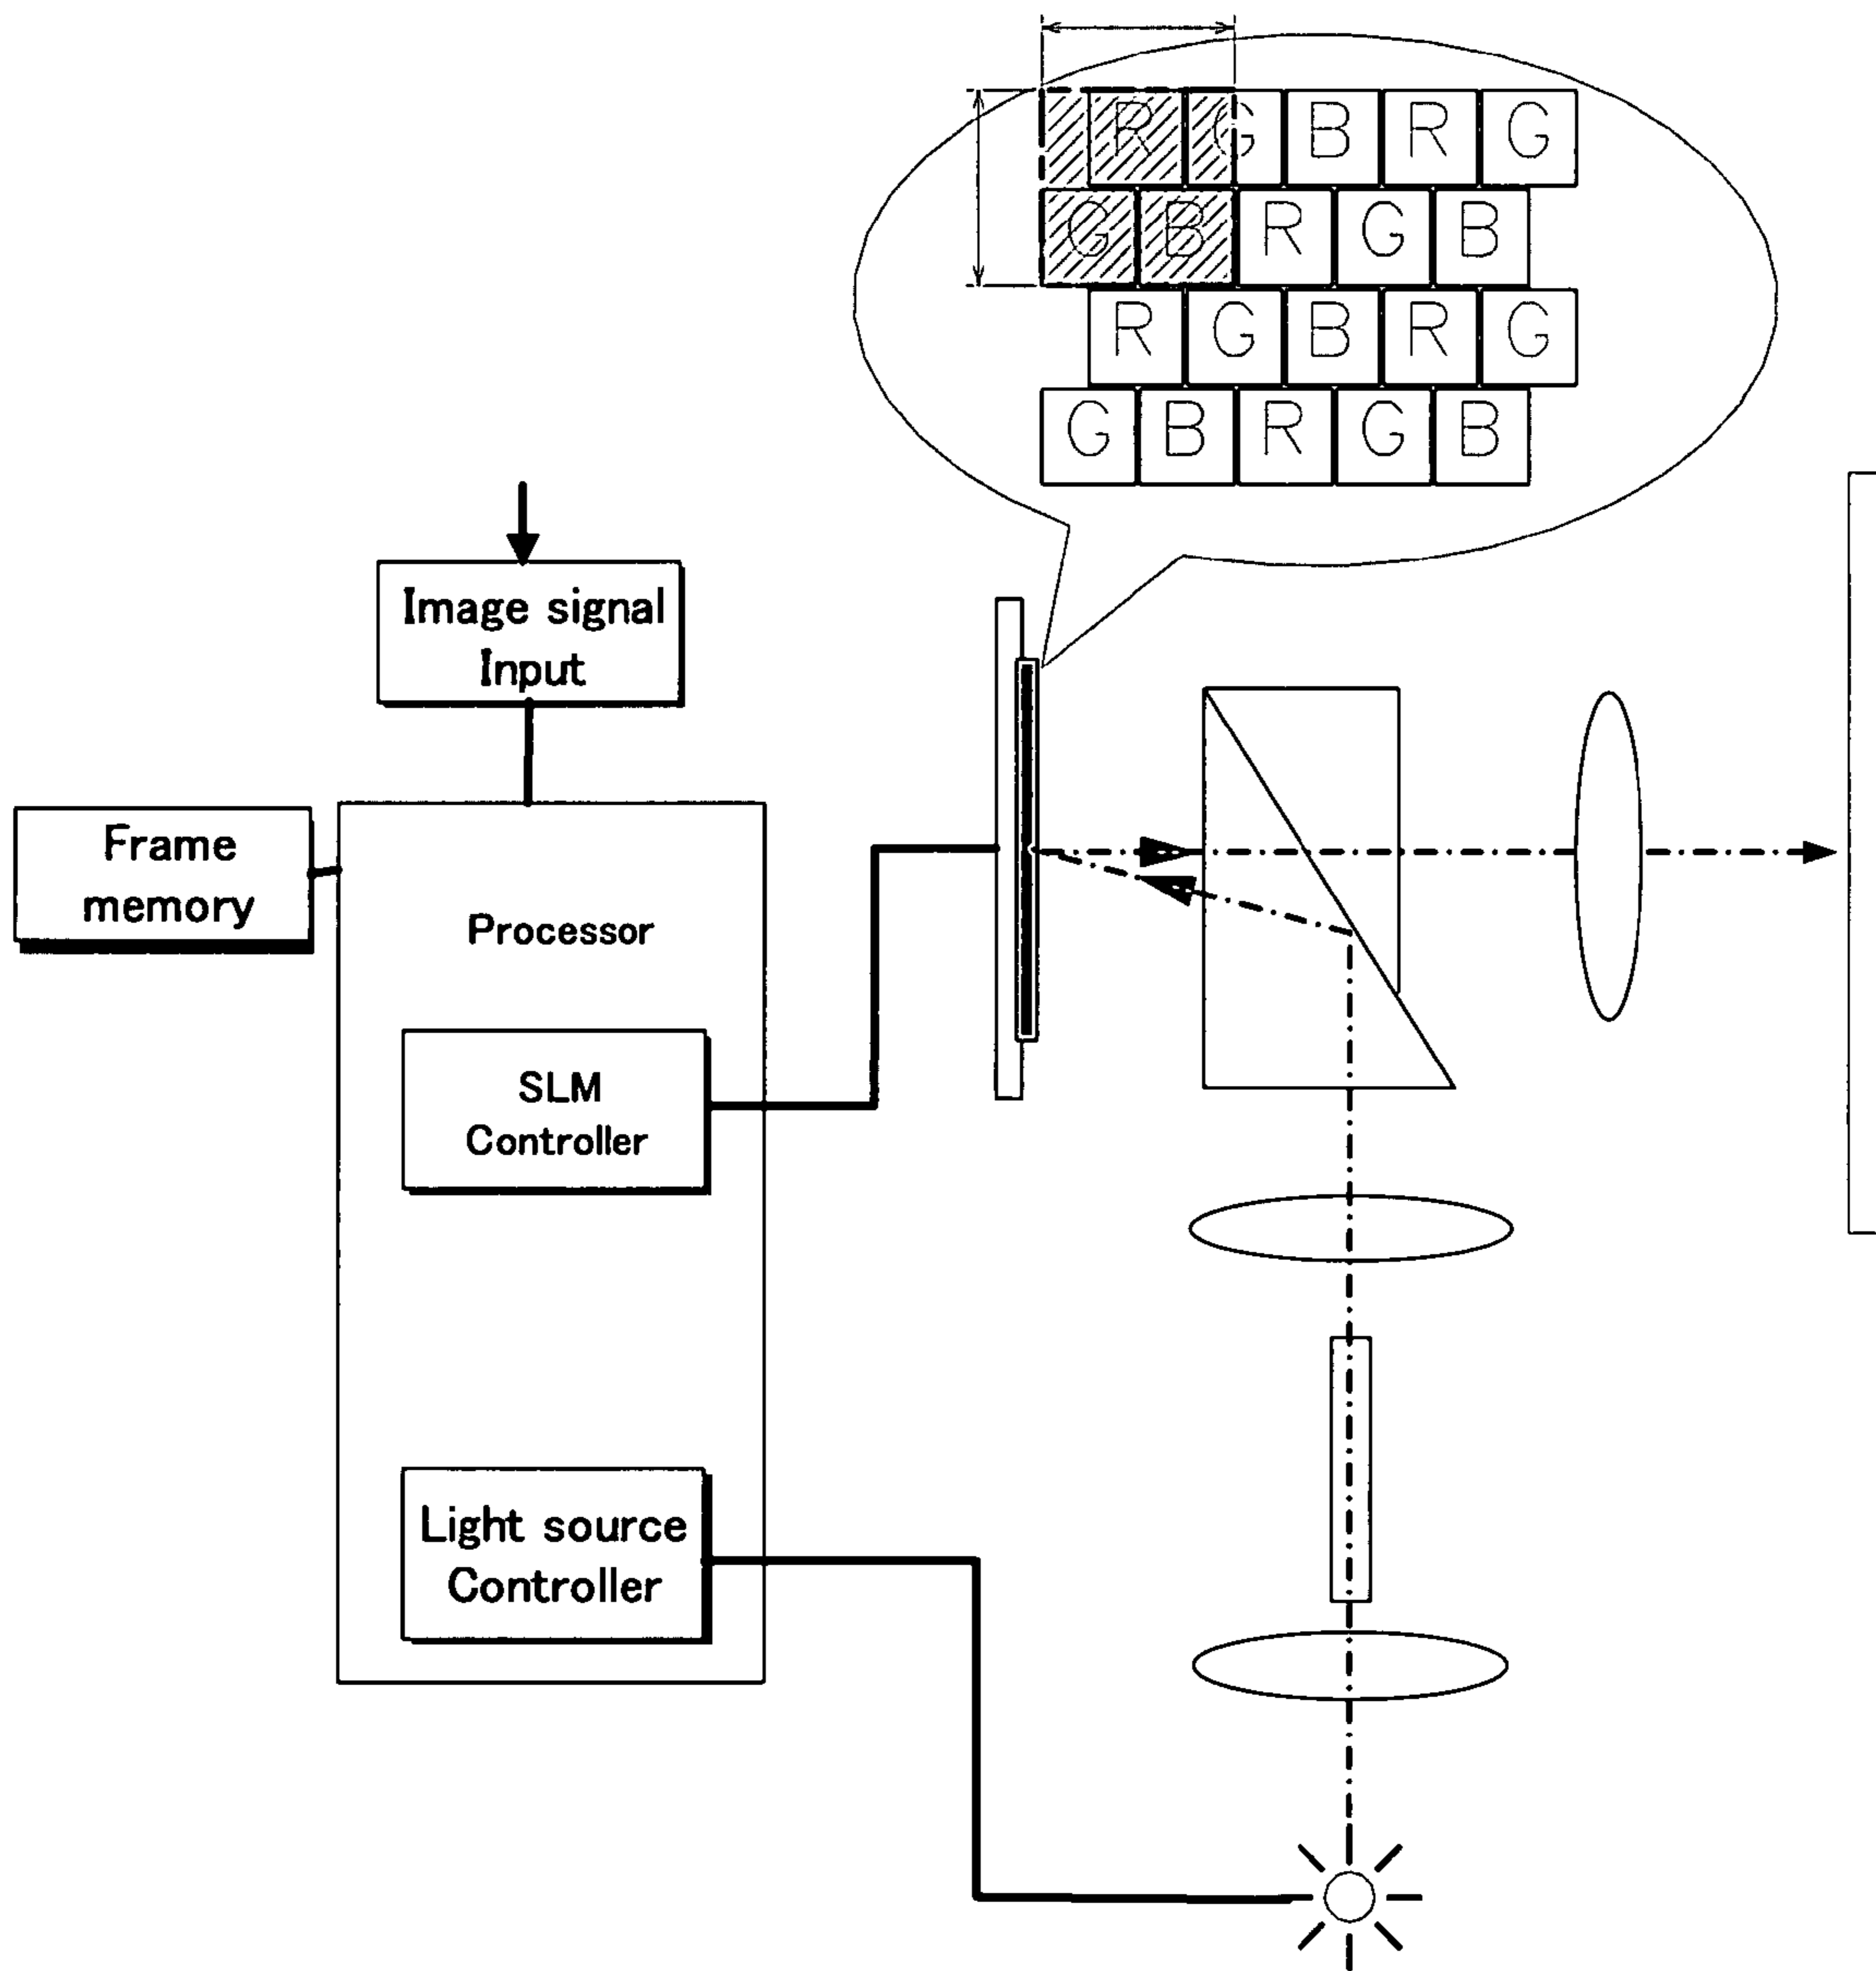 R G B R G
G B R G B
R G B R G
G B R G B
Image signal
Input
Frame
memory
Processor
SLM
Controller
Light source
Controller